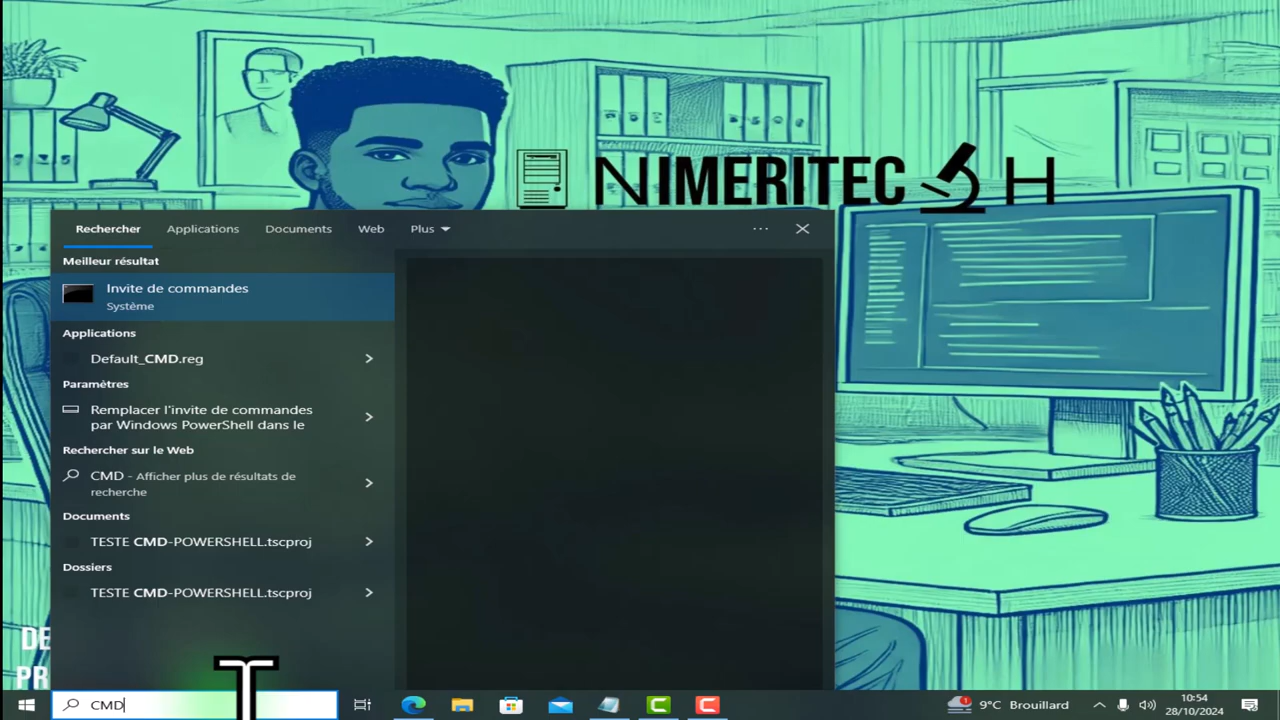 NIMERITEC H
Rechercher Applications Documents Web Plus ...
Meilleur résultat
Invite de commandes
Système
Applications
Default_CMD.reg
Paramètres
Remplacer l'invite de commandes
par Windows PowerShell dans le
Rechercher sur le Web
CMD - Afficher plus de résultats de
recherche
Documents
TESTE CMD-POWERSHELL.tscproj
Dossiers
TESTE CMD-POWERSHELL.tscproj
DE
PR
CMD
1
9°C Brouillard
10:54
28/10/2024